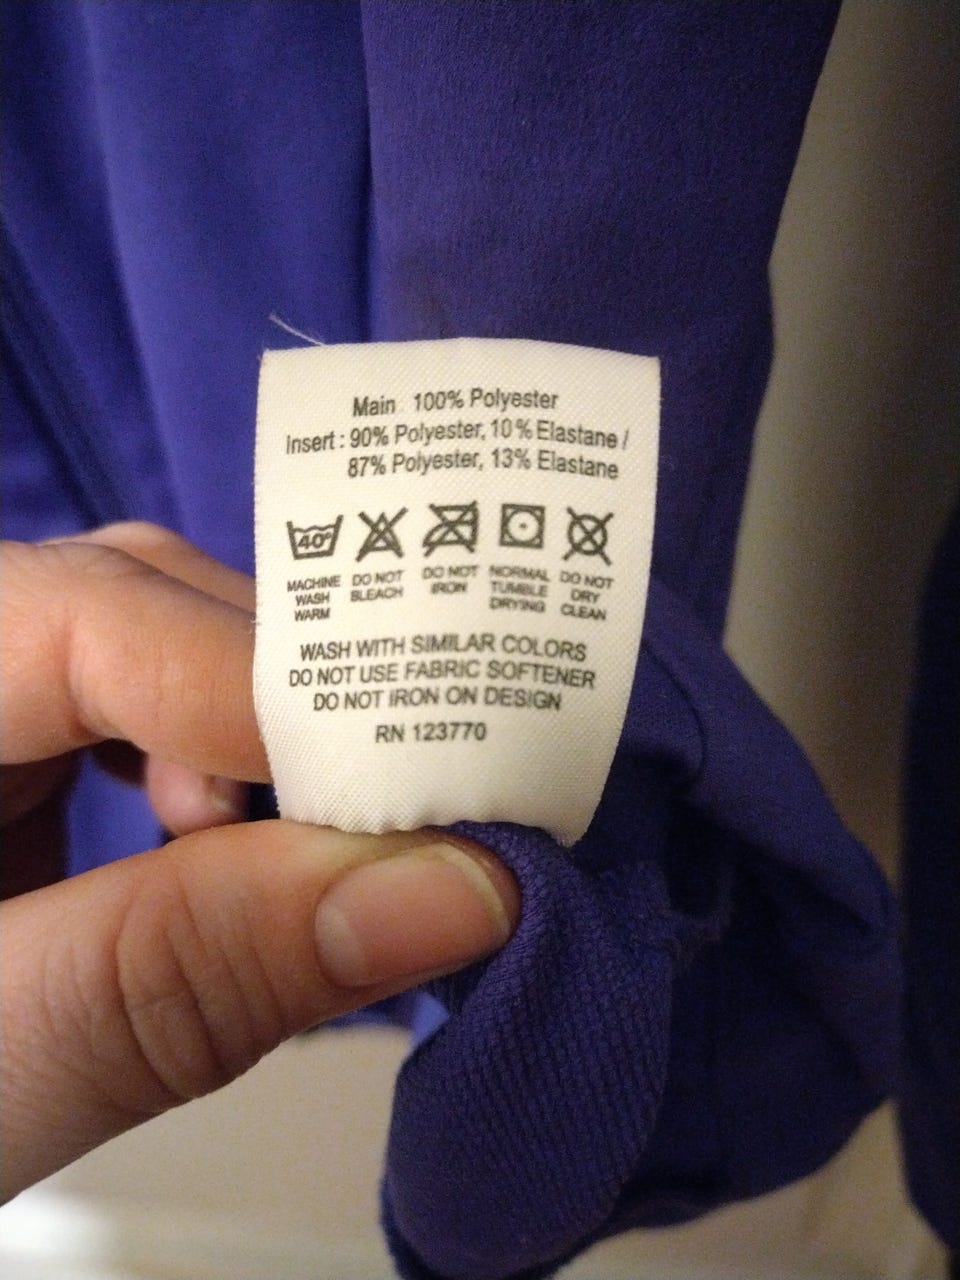 Main : 100% Polyester
Insert : 90% Polyester, 10% Elastane /
87% Polyester, 13% Elastane
40°
MACHINE WASH WARM
DO NOT BLEACH
DO NOT IRON
NORMAL TUMBLE DRYING
DO NOT DRY CLEAN
WASH WITH SIMILAR COLORS
DO NOT USE FABRIC SOFTENER
DO NOT IRON ON DESIGN
RN 123770